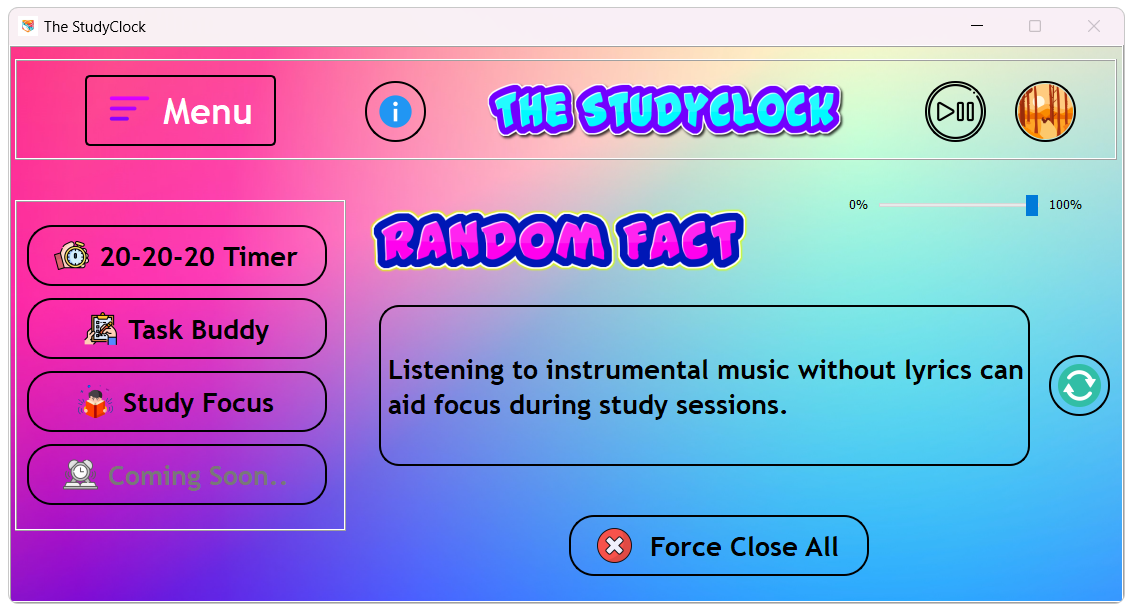 The StudyClock
Menu
i
THE STUDYCLOCK
0%
100%
RANDOM FACT
20-20-20 Timer
Task Buddy
Study Focus
Coming Soon..
Listening to instrumental music without lyrics can
aid focus during study sessions.
Force Close All